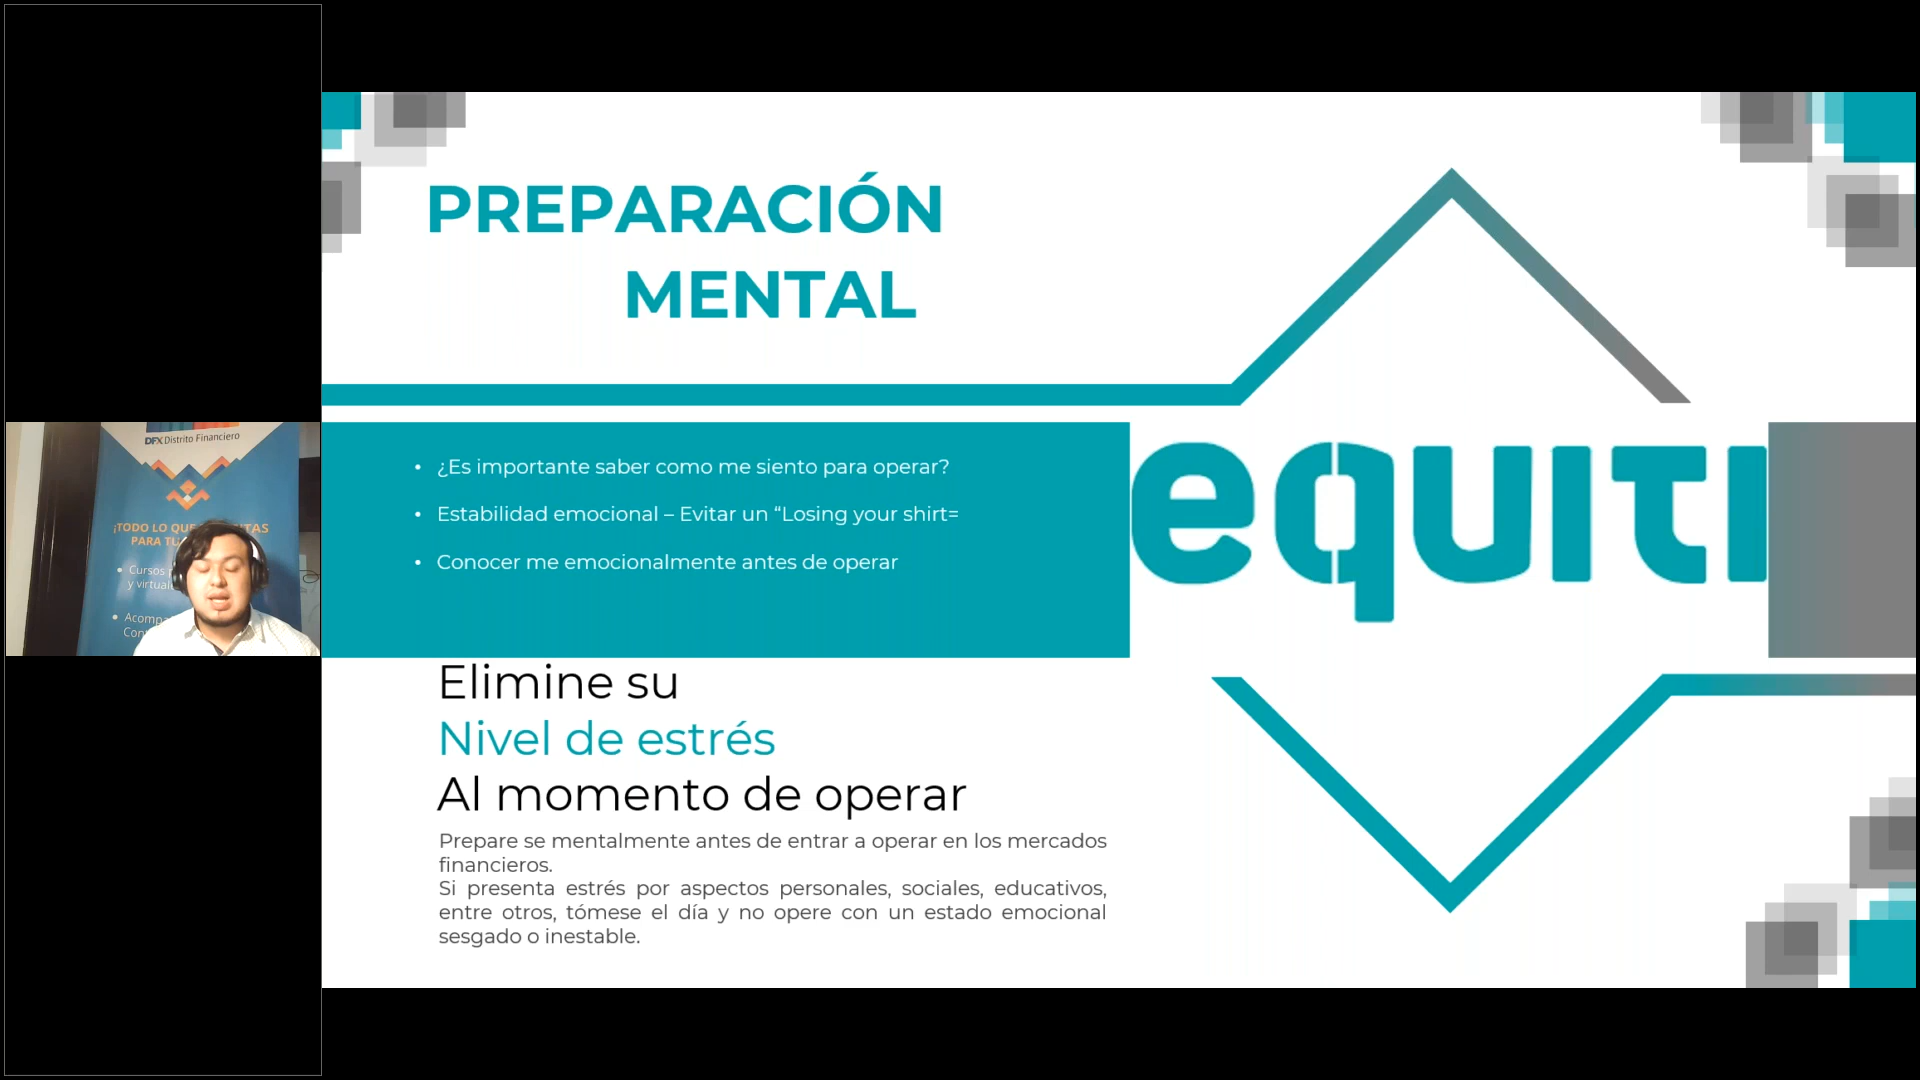 PREPARACIÓN
MENTAL
• ¿Es importante saber como me siento para operar?
• Estabilidad emocional – Evitar un “Losing your shirt=
• Conocer me emocionalmente antes de operar
equiti
Elimine su
Nivel de estrés
Al momento de operar
Prepare se mentalmente antes de entrar a operar en los mercados
financieros.
Si presenta estrés por aspectos personales, sociales, educativos,
entre otros, tómese el día y no opere con un estado emocional
sesgado o inestable.
DFX Distrito Financiero
¡TODO LO QUE
PARA
• Cursos
y
•